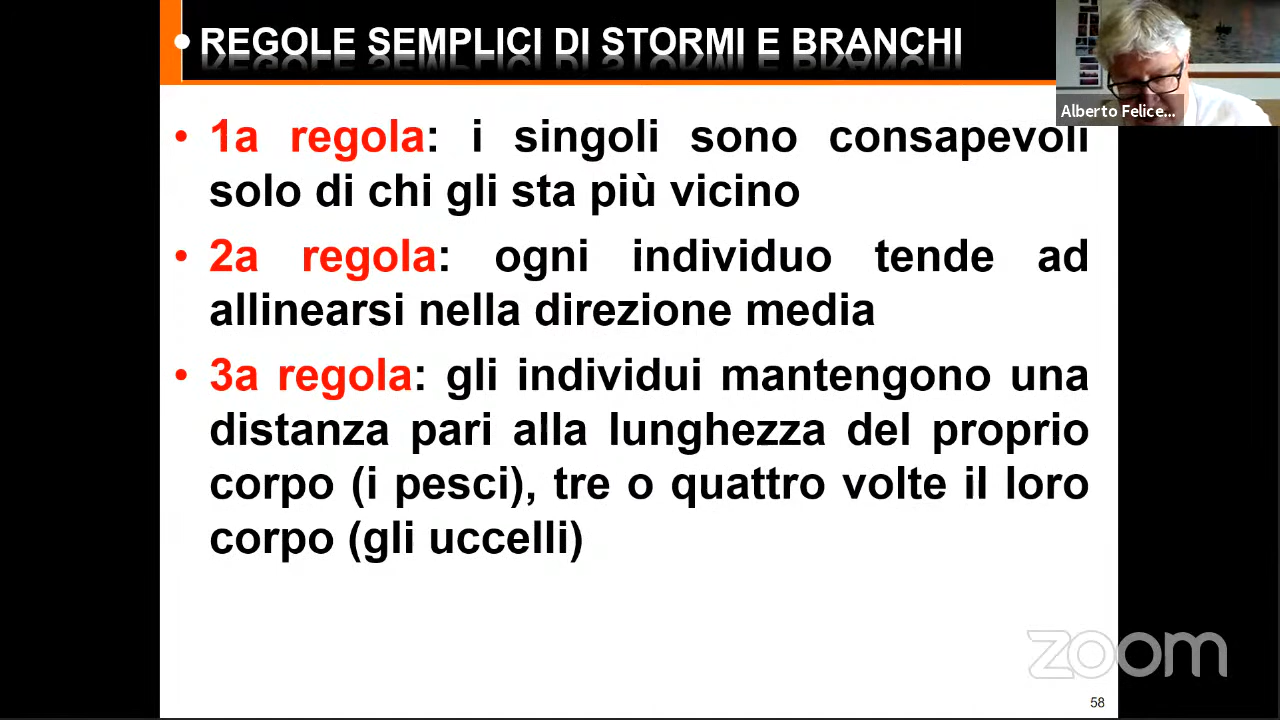 • REGOLE SEMPLICI DI STORMI E BRANCHI
Alberto Felice...
• 1a regola: i singoli sono consapevoli
solo di chi gli sta più vicino
• 2a regola: ogni individuo tende ad
allinearsi nella direzione media
• 3a regola: gli individui mantengono una
distanza pari alla lunghezza del proprio
corpo (i pesci), tre o quattro volte il loro
corpo (gli uccelli)
zoom
58